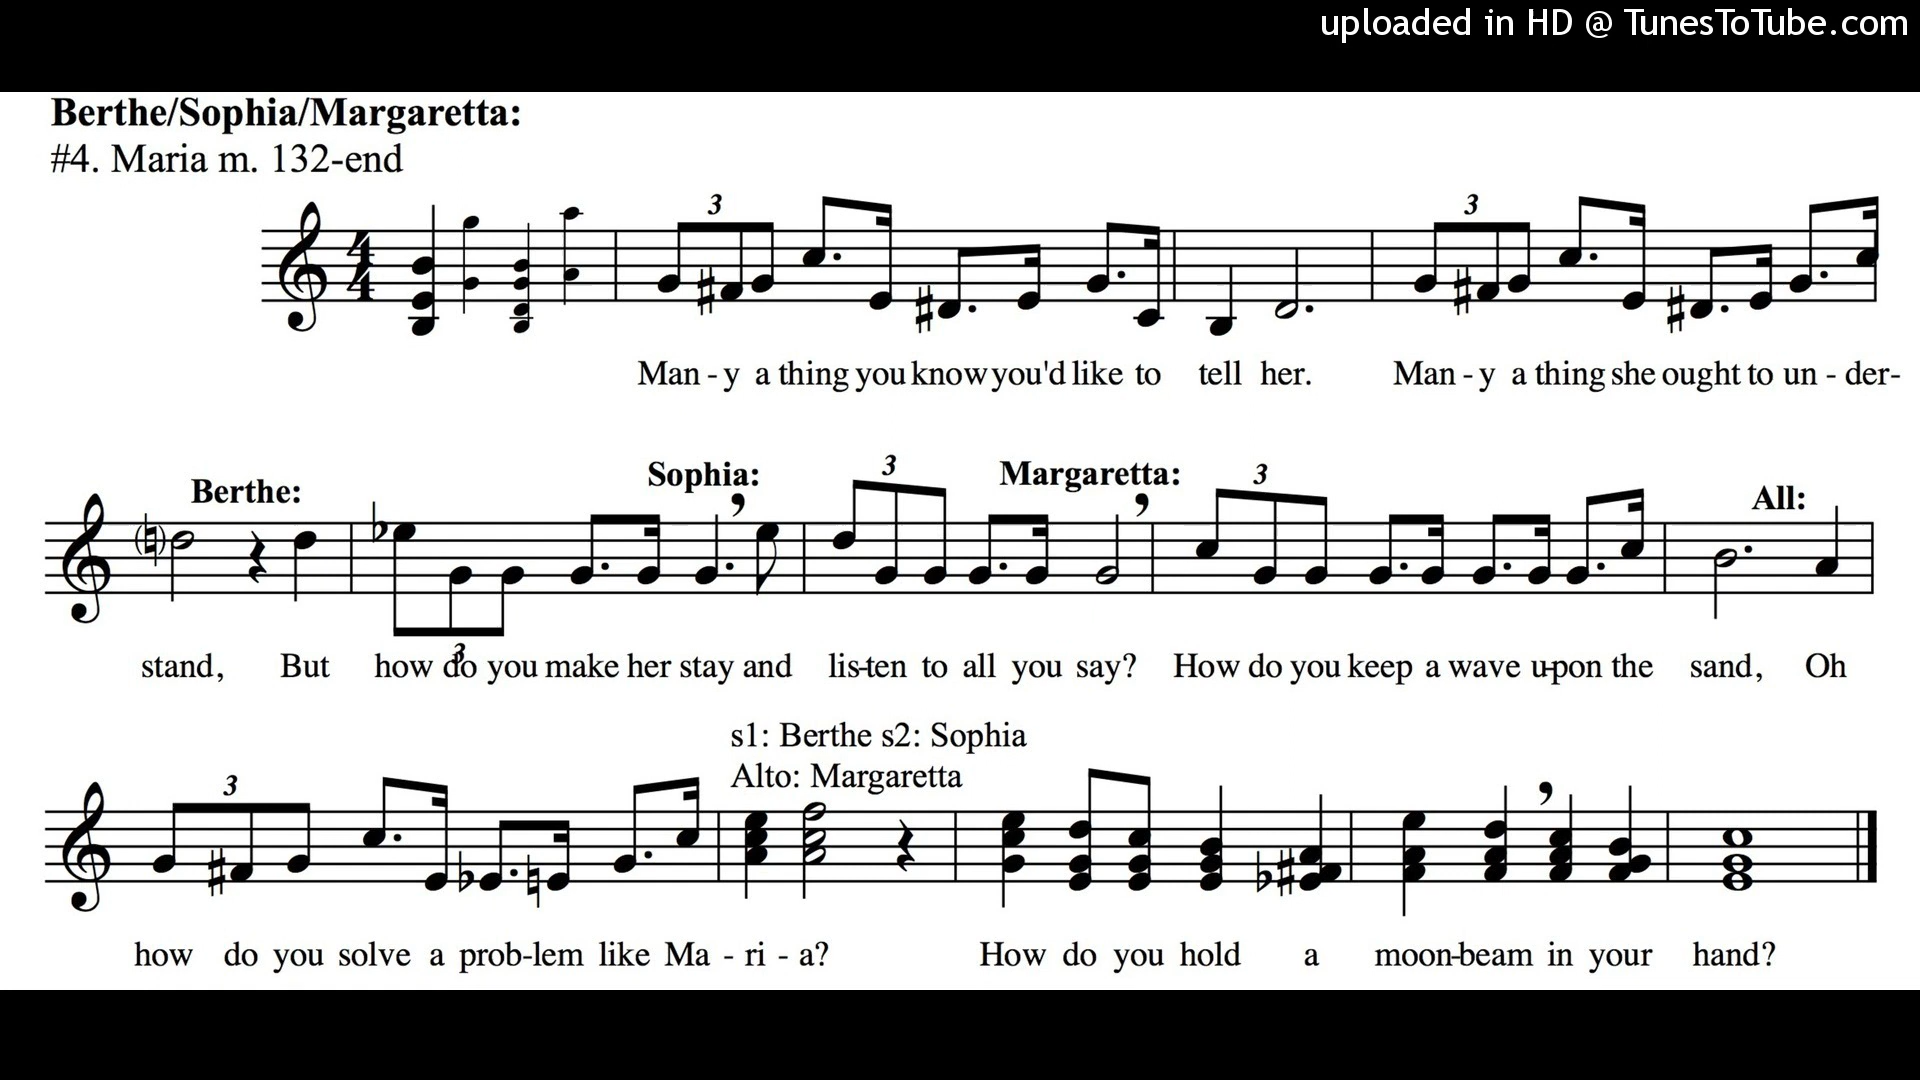 uploaded in HD @ TunesToTube.com
Berthe/Sophia/Margaretta:
#4. Maria m. 132-end
3 3
4
4
Man - y a thing you know you'd like to tell her. Man - y a thing she ought to un - der-
Berthe: Sophia: 3 Margaretta: 3 All:
3
stand, But how do you make her stay and lis-ten to all you say? How do you keep a wave u-pon the sand, Oh
s1: Berthe s2: Sophia
Alto: Margaretta
3
how do you solve a prob-lem like Ma - ri - a? How do you hold a moon-beam in your hand?